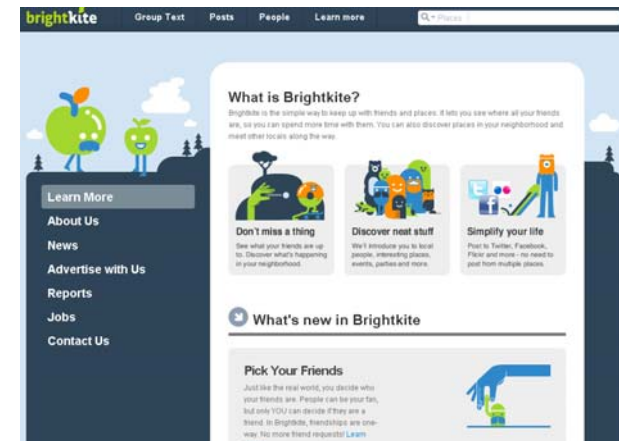 brightkite
Group Text Posts People Learn more
Places
What is Brightkite?
Brightkite is the simple way to keep up with friends and places. It lets you see where all your friends
are, so you can spend more time with them. You can also discover places in your neighborhood and
meet other locals along the way.
Learn More
About Us
News
Advertise with Us
Reports
Jobs
Contact Us
Don't miss a thing
See what your friends are up
to. Discover what's happening
in your neighborhood.
Discover neat stuff
We'll introduce you to local
people, interesting places,
events, parties and more.
Simplify your life
Post to Twitter, Facebook,
Flickr and more - no need to
post from multiple places.
What's new in Brightkite
Pick Your Friends
Just like the real world, you decide who
your friends are. People can be your fan,
but only YOU can decide if they are a
friend. In Brightkite, friendships are one-
way. No more friend requests! Learn